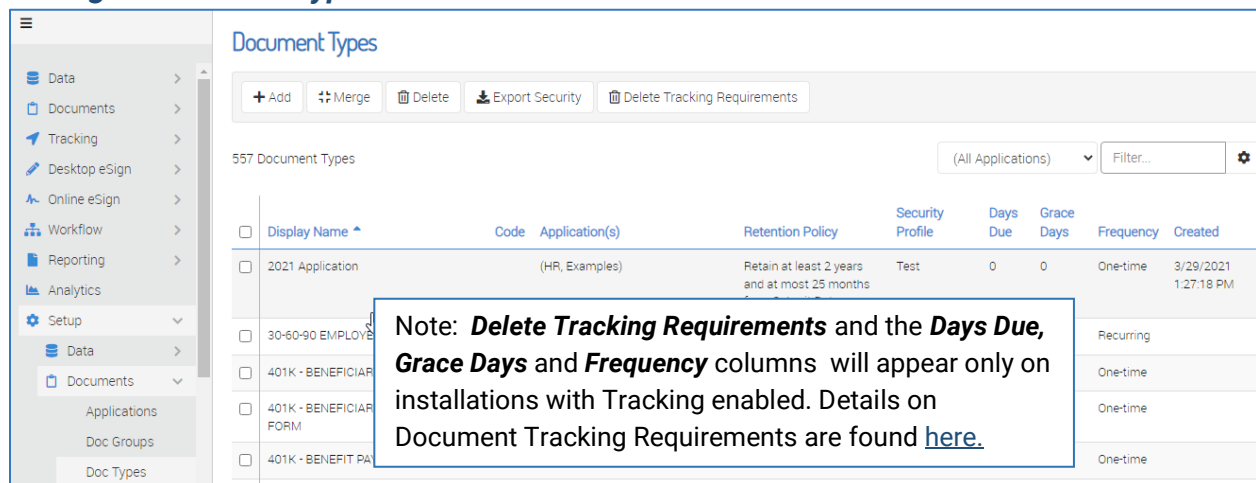 ☰
Document Types
Data
Documents
Tracking
Desktop eSign
Online eSign
Workflow
Reporting
Analytics
Setup
Data
Documents
Applications
Doc Groups
Doc Types
Add Merge Delete Export Security Delete Tracking Requirements
557 Document Types (All Applications) Filter...
Display Name Code Application(s) Retention Policy Security Profile Days Due Grace Days Frequency Created
2021 Application (HR, Examples) Retain at least 2 years Test 0 0 One-time 3/29/2021
and at most 25 months 1:27:18 PM
30-60-90 EMPLOYE Recurring
401K - BENEFICIAR One-time
401K - BENEFICIAR One-time
FORM
401K - BENEFIT PAY One-time
Note: Delete Tracking Requirements and the Days Due,
Grace Days and Frequency columns will appear only on
installations with Tracking enabled. Details on
Document Tracking Requirements are found here.